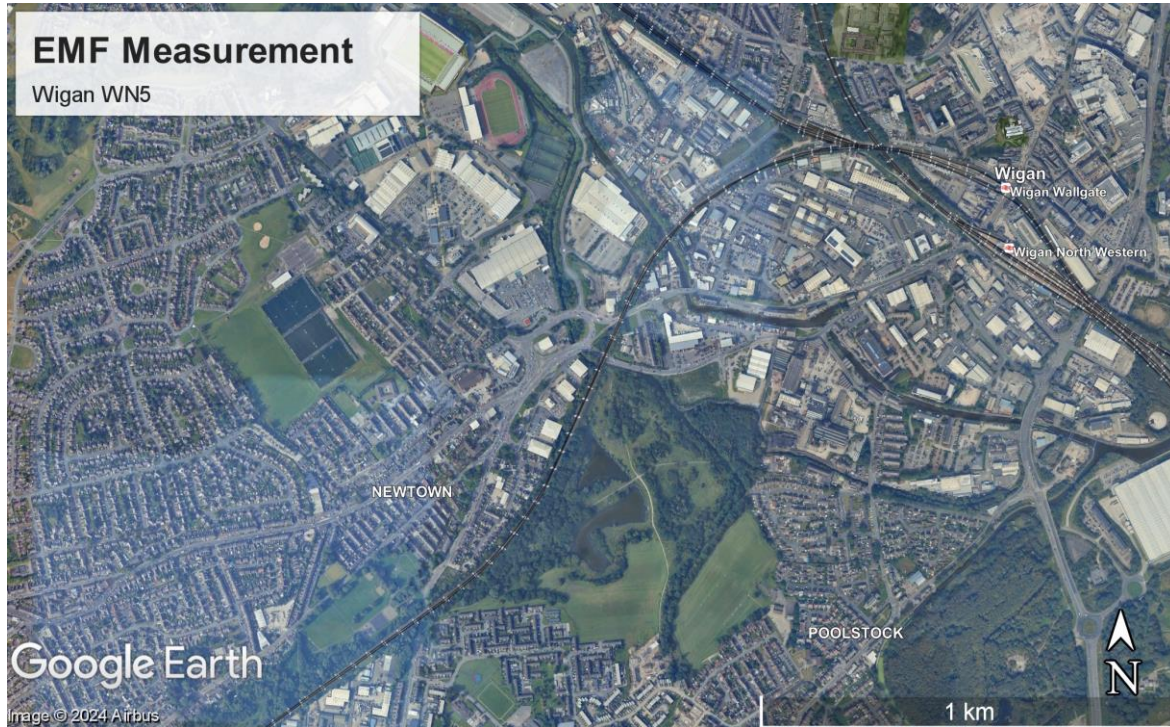 EMF Measurement
Wigan WN5
Wigan
Wigan Wallgate
Wigan North Western
NEWTOWN
POOLSTOCK
Google Earth
N
1 km
Image © 2024 Airbus